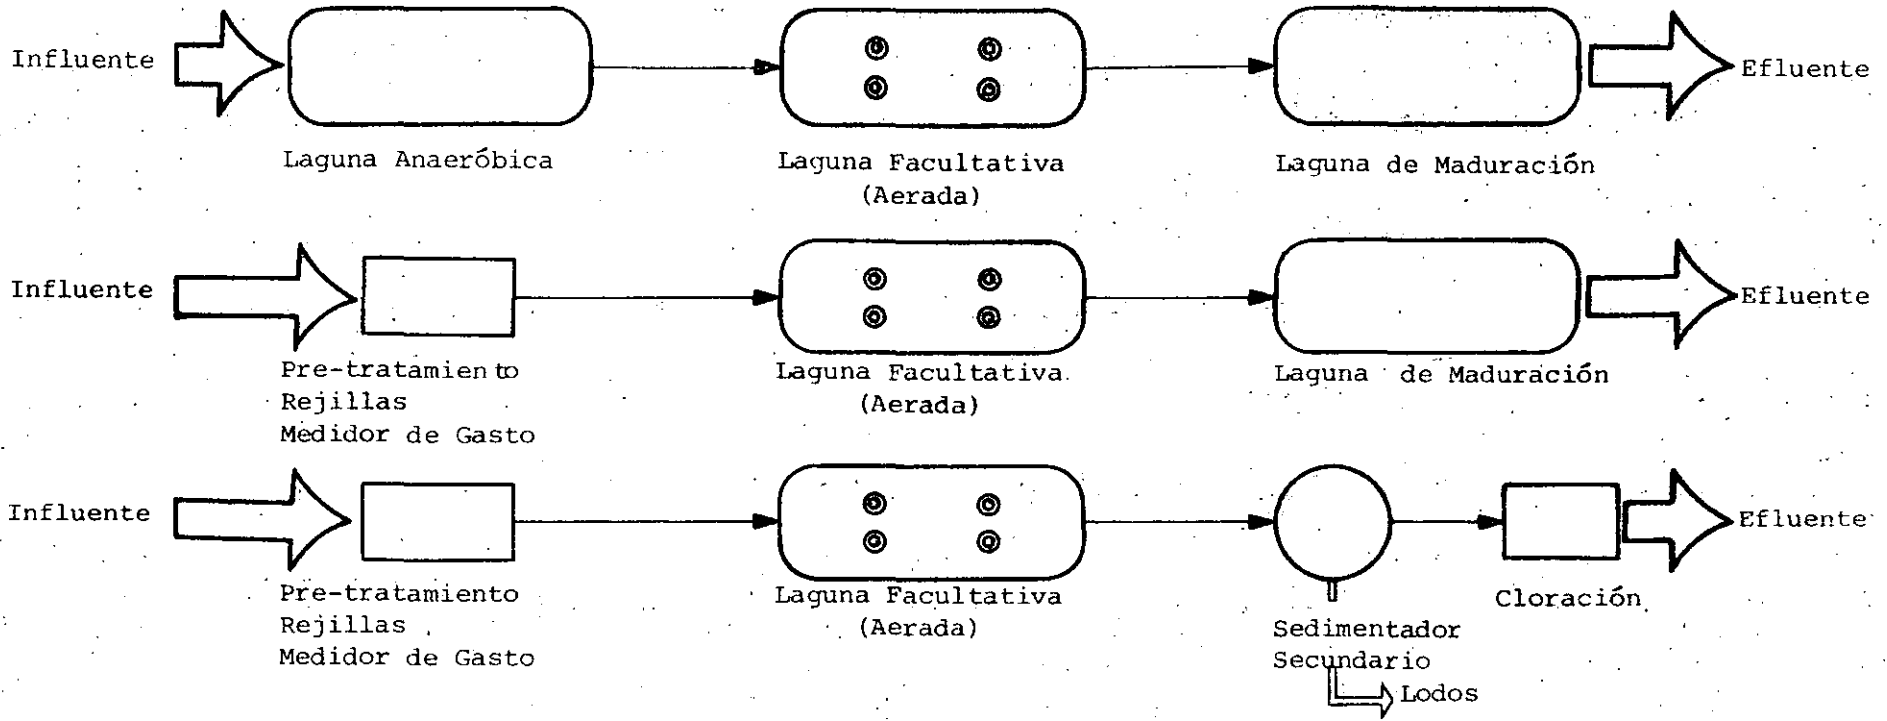 Influente
Efluente
Laguna Anaeróbica
Laguna Facultativa
(Aerada)
Laguna de Maduración
Influente
Efluente
Pre-tratamiento
Rejillas
Medidor de Gasto
Laguna Facultativa
(Aerada)
Laguna de Maduración
Influente
Efluente
Pre-tratamiento
Rejillas
Medidor de Gasto
Laguna Facultativa
(Aerada)
Sedimentador
Secundario
Lodos
Cloración